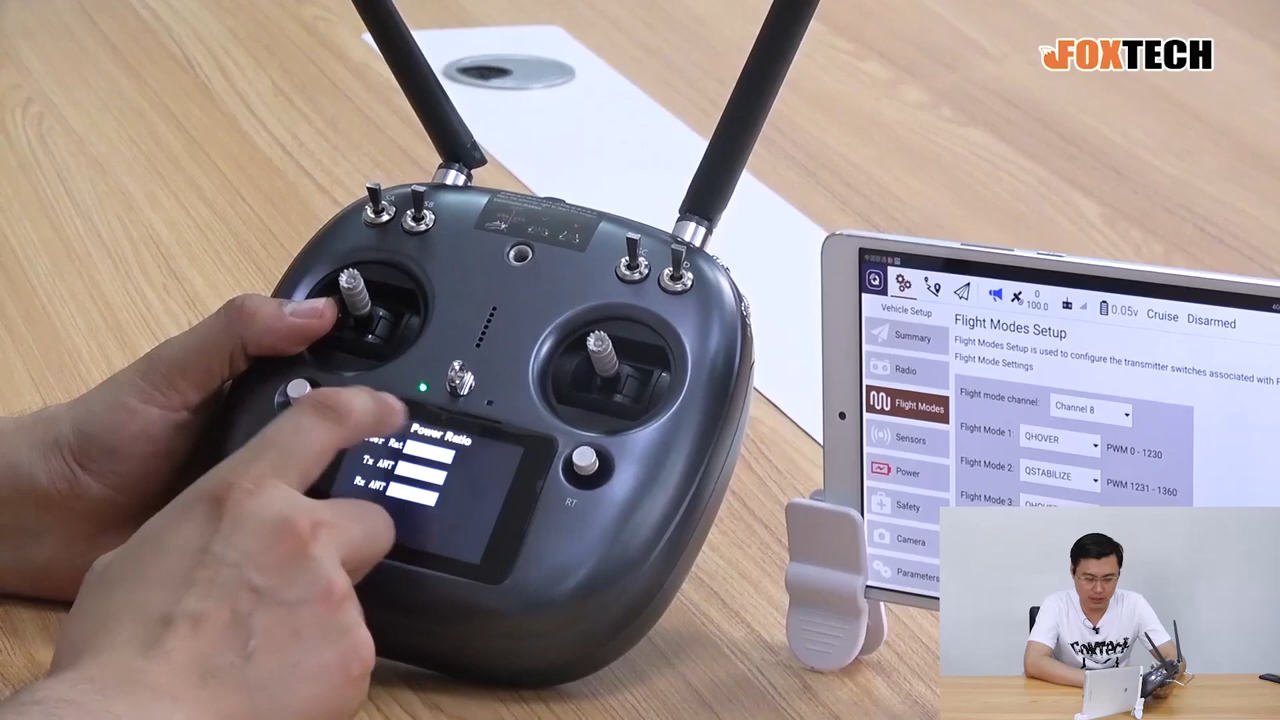 FOXTECH
SB
Power Ratio
Tx ANT
Rx ANT
RT
0
100.0
0.05v
Cruise
Disarmed
Vehicle Setup
Summary
Radio
Flight Modes
Sensors
Power
Safety
Camera
Parameters
Flight Modes Setup
Flight Modes Setup is used to configure the transmitter switches associated with
Flight Mode Settings
Flight mode channel:
Channel 8
Flight Mode 1:
QHOVER
PWM 0 - 1230
Flight Mode 2:
QSTABILIZE
PWM 1231 - 1360
Flight Mode 3:
FOXTECH